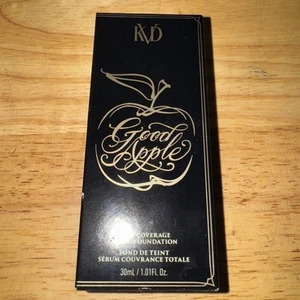 KVD
Good
Apple
COVERAGE
FOUNDATION
FOND DE TEINT
SÉRUM COUVRANCE TOTALE
30mL / 1.01Fl. Oz.